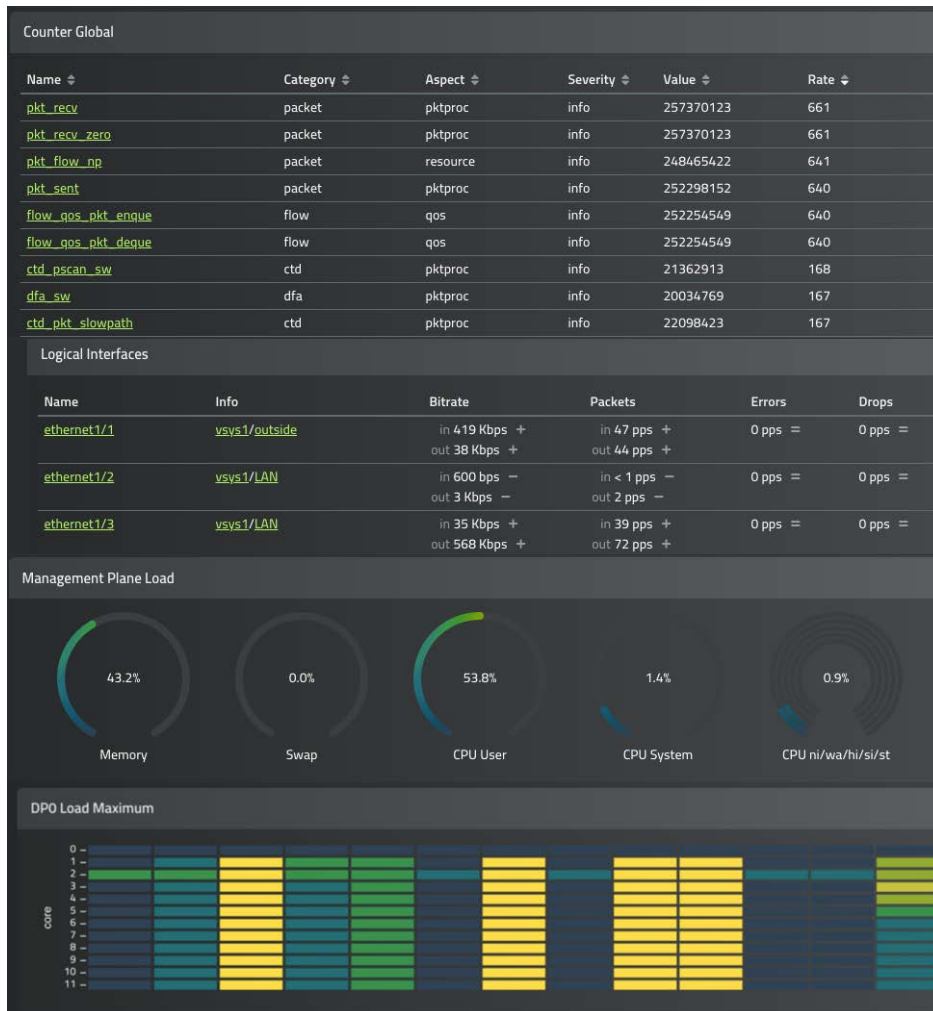 Counter Global
Name Category Aspect Severity Value Rate
pkt_recv packet pktproc info 257370123 661
pkt_recv_zero packet pktproc info 257370123 661
pkt_flow_np packet resource info 248465422 641
pkt_sent packet pktproc info 252298152 640
flow_qos_pkt_enque flow qos info 252254549 640
flow_qos_pkt_deque flow qos info 252254549 640
ctd_pscan_sw ctd pktproc info 21362913 168
dfa_sw dfa pktproc info 20034769 167
ctd_pkt_slowpath ctd pktproc info 22098423 167
Logical Interfaces
Name Info Bitrate Packets Errors Drops
ethernet1/1 vsys1/outside in 419 Kbps + in 47 pps + 0 pps = 0 pps =
out 38 Kbps + out 44 pps +
ethernet1/2 vsys1/LAN in 600 bps − in < 1 pps − 0 pps = 0 pps =
out 3 Kbps − out 2 pps −
ethernet1/3 vsys1/LAN in 35 Kbps + in 39 pps + 0 pps = 0 pps =
out 568 Kbps + out 72 pps +
Management Plane Load
43.2% 0.0% 53.8% 1.4% 0.9%
Memory Swap CPU User CPU System CPU ni/wa/hi/si/st
DP0 Load Maximum
core
0
1
2
3
4
5
6
7
8
9
10
11